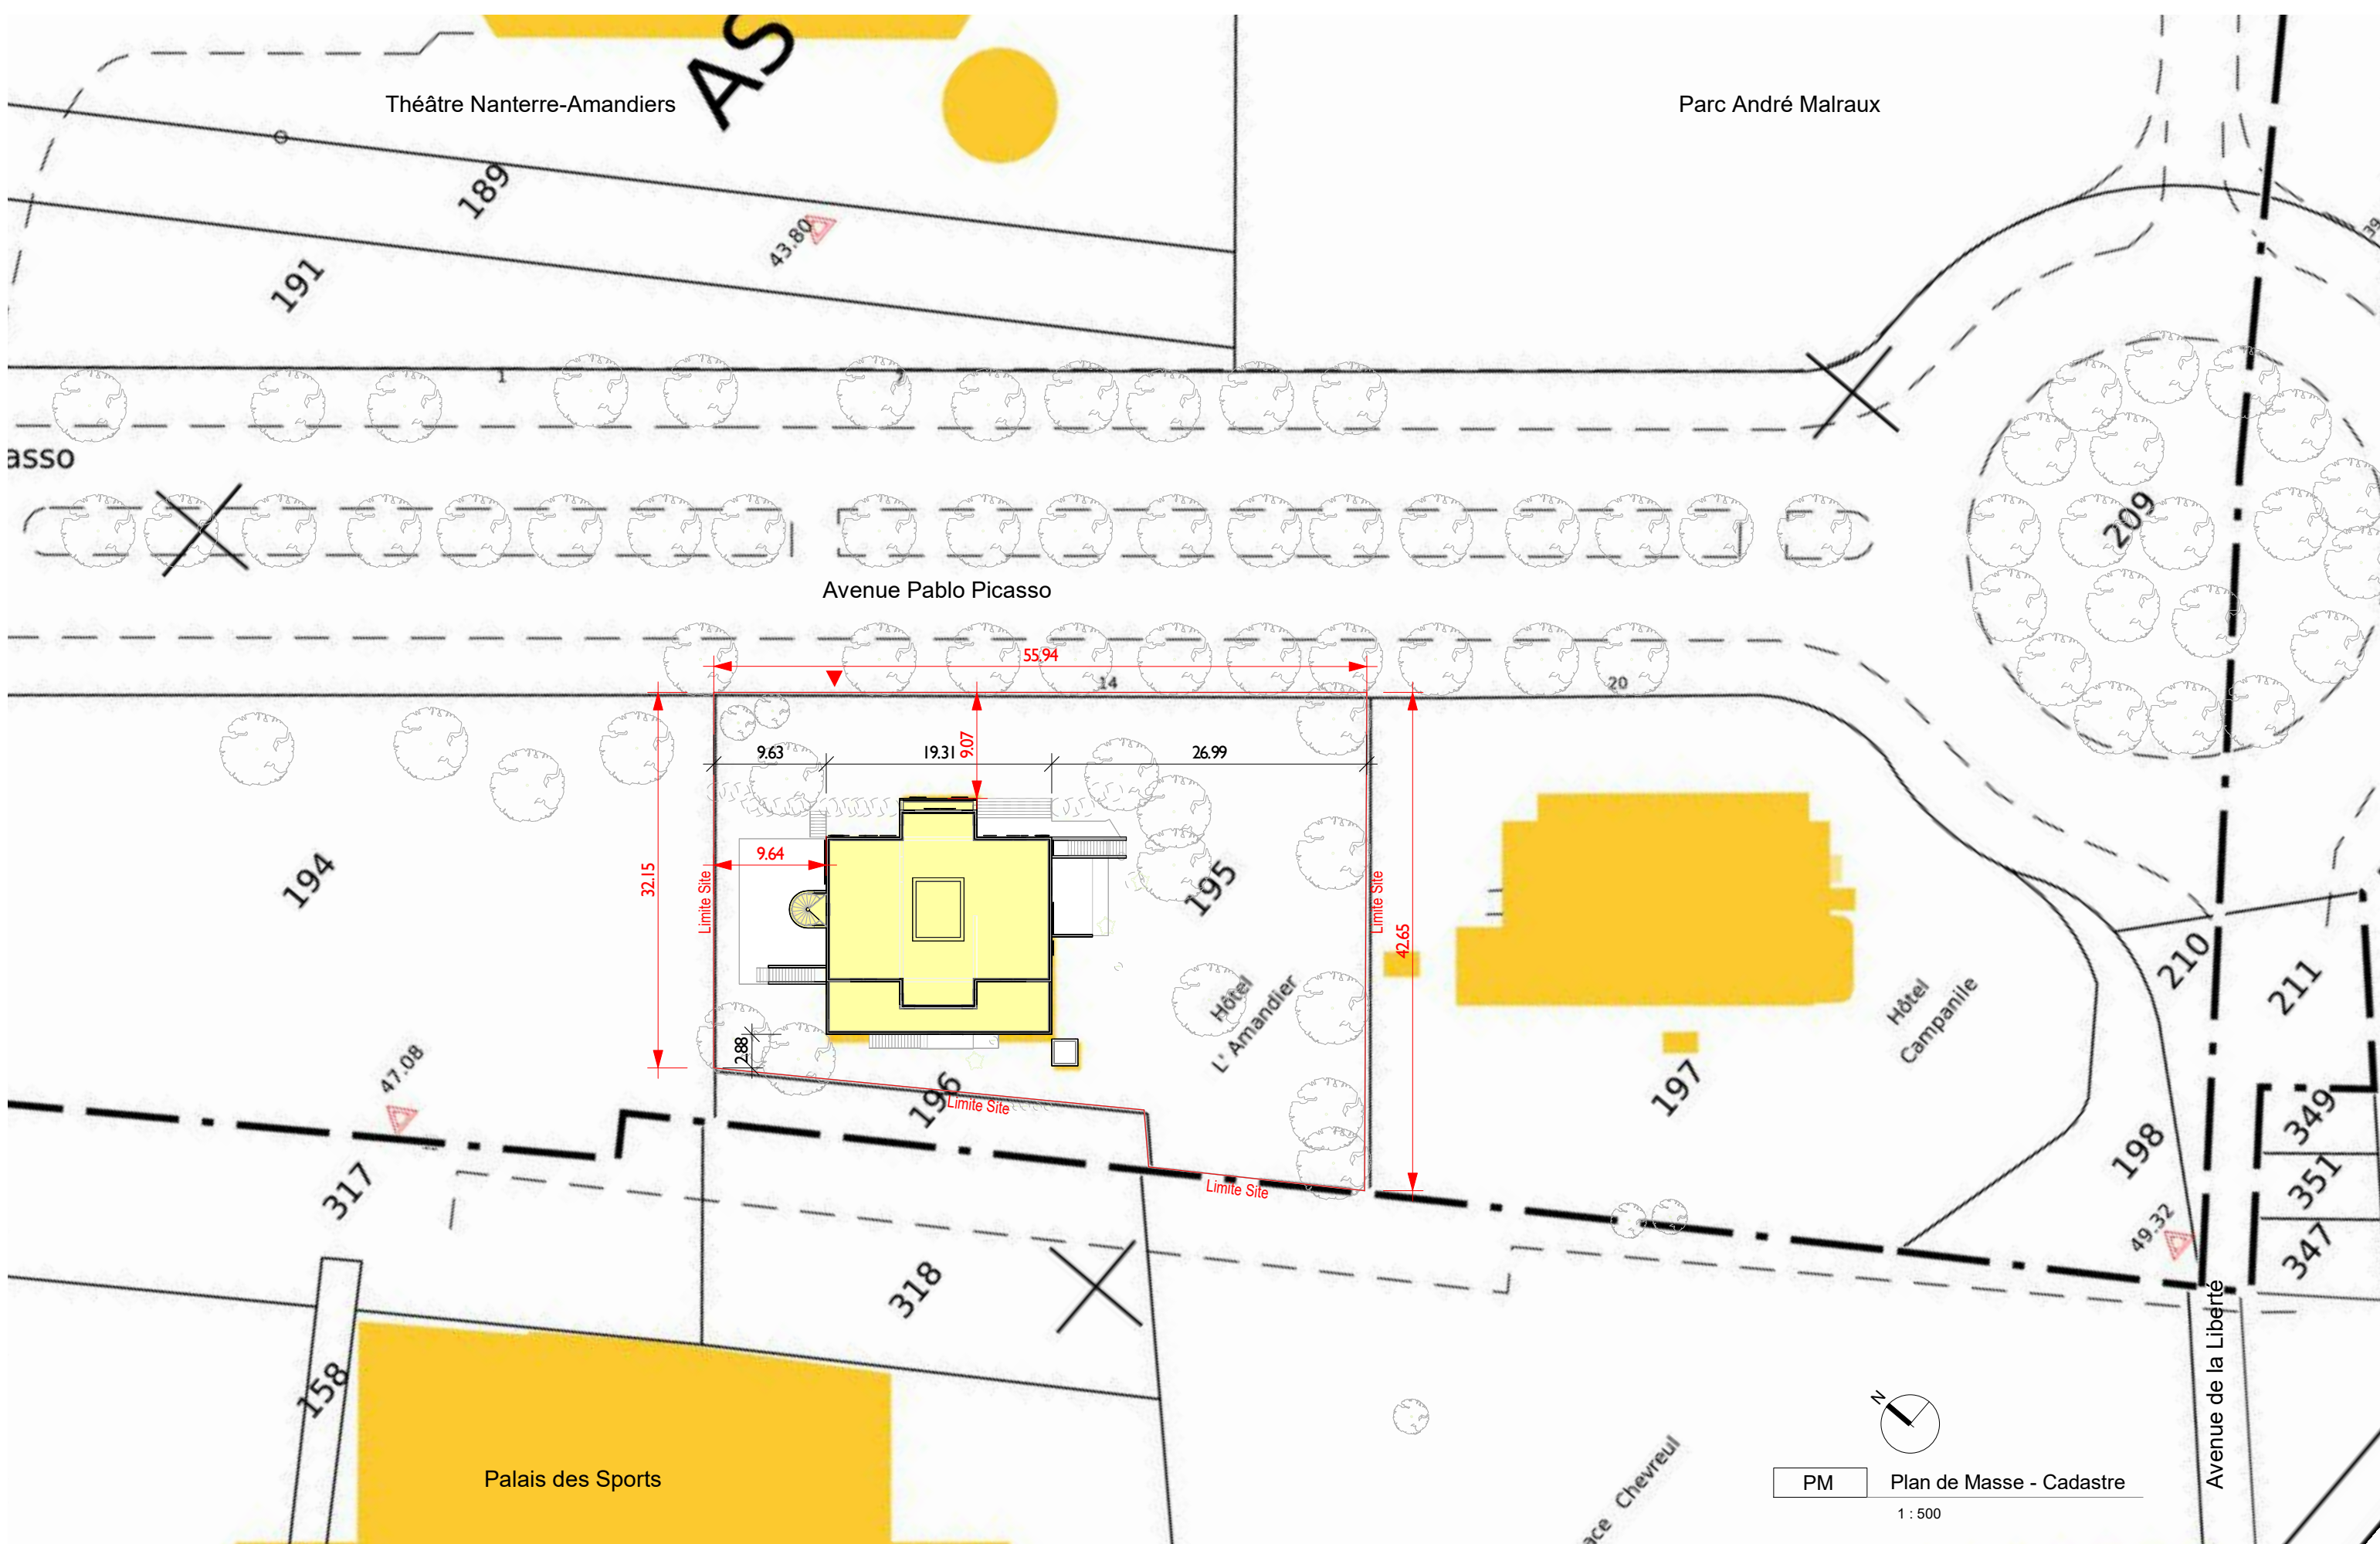 AS
Théâtre Nanterre-Amandiers
Parc André Malraux
189
43.80
39
191
1
asso
209
Avenue Pablo Picasso
55.94
14
20
9.63
19.31
9.07
26.99
9.64
32.15
Limite Site
194
195
Limite Site
42.65
Hôtel
L' Amandier
Hôtel
Campanile
210
211
2.88
47.08
196
Limite Site
197
349
198
351
317
Limite Site
49.32
347
318
158
Avenue de la Liberté
N
Palais des Sports
ace Chevreul
PM
Plan de Masse - Cadastre
1 : 500